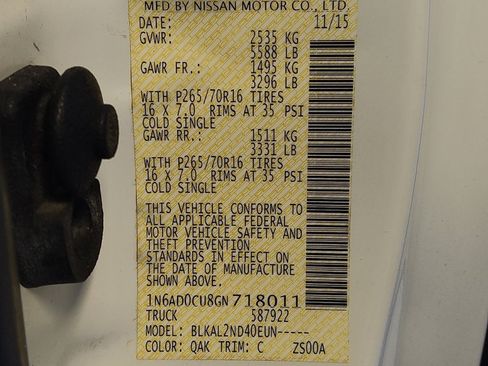 MFD BY NISSAN MOTOR CO., LTD.
DATE: 11/15
GVWR: 2535 KG
5588 LB
GAWR FR.: 1495 KG
3296 LB
WITH P265/70R16 TIRES
16 X 7.0 RIMS AT 35 PSI
COLD SINGLE
GAWR RR.: 1511 KG
3331 LB
WITH P265/70R16 TIRES
16 X 7.0 RIMS AT 35 PSI
COLD SINGLE
THIS VEHICLE CONFORMS TO
ALL APPLICABLE FEDERAL
MOTOR VEHICLE SAFETY AND
THEFT PREVENTION
STANDARDS IN EFFECT ON
THE DATE OF MANUFACTURE
SHOWN ABOVE.
1N6AD0CU8GN718011
TRUCK 587922
MODEL: BLKAL2ND40EUN-----
COLOR: QAK TRIM: C ZS00A